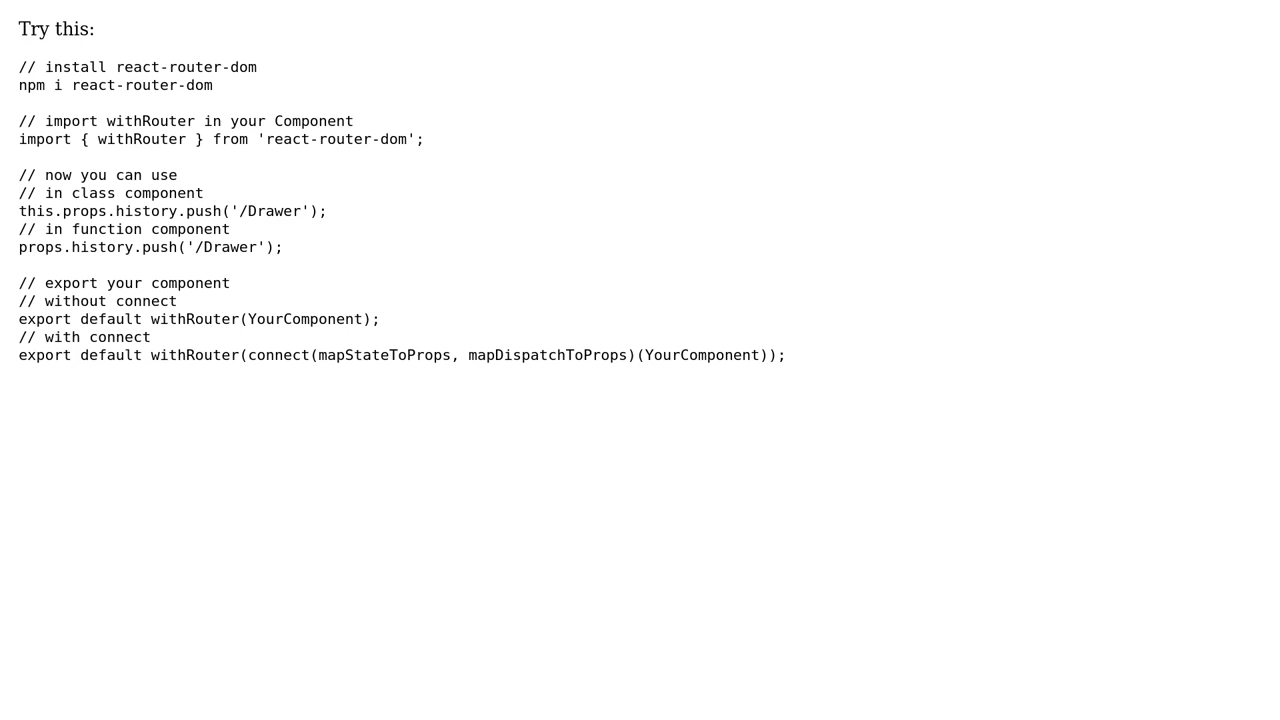 Try this:
// install react-router-dom
npm i react-router-dom
// import withRouter in your Component
import { withRouter } from 'react-router-dom';
// now you can use
// in class component
this.props.history.push('/Drawer');
// in function component
props.history.push('/Drawer');
// export your component
// without connect
export default withRouter(YourComponent);
// with connect
export default withRouter(connect(mapStateToProps, mapDispatchToProps)(YourComponent));